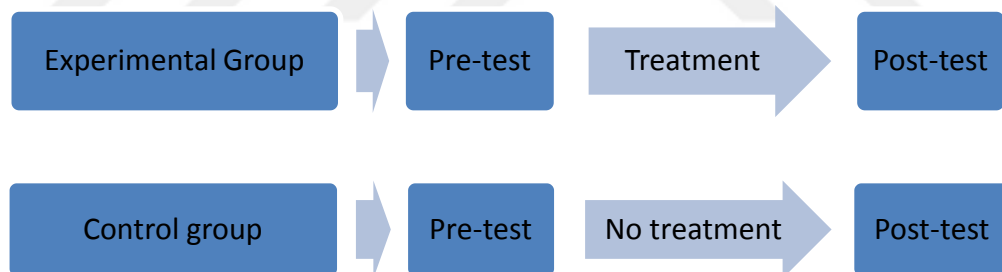 Experimental Group Pre-test Treatment Post-test
Control group Pre-test No treatment Post-test